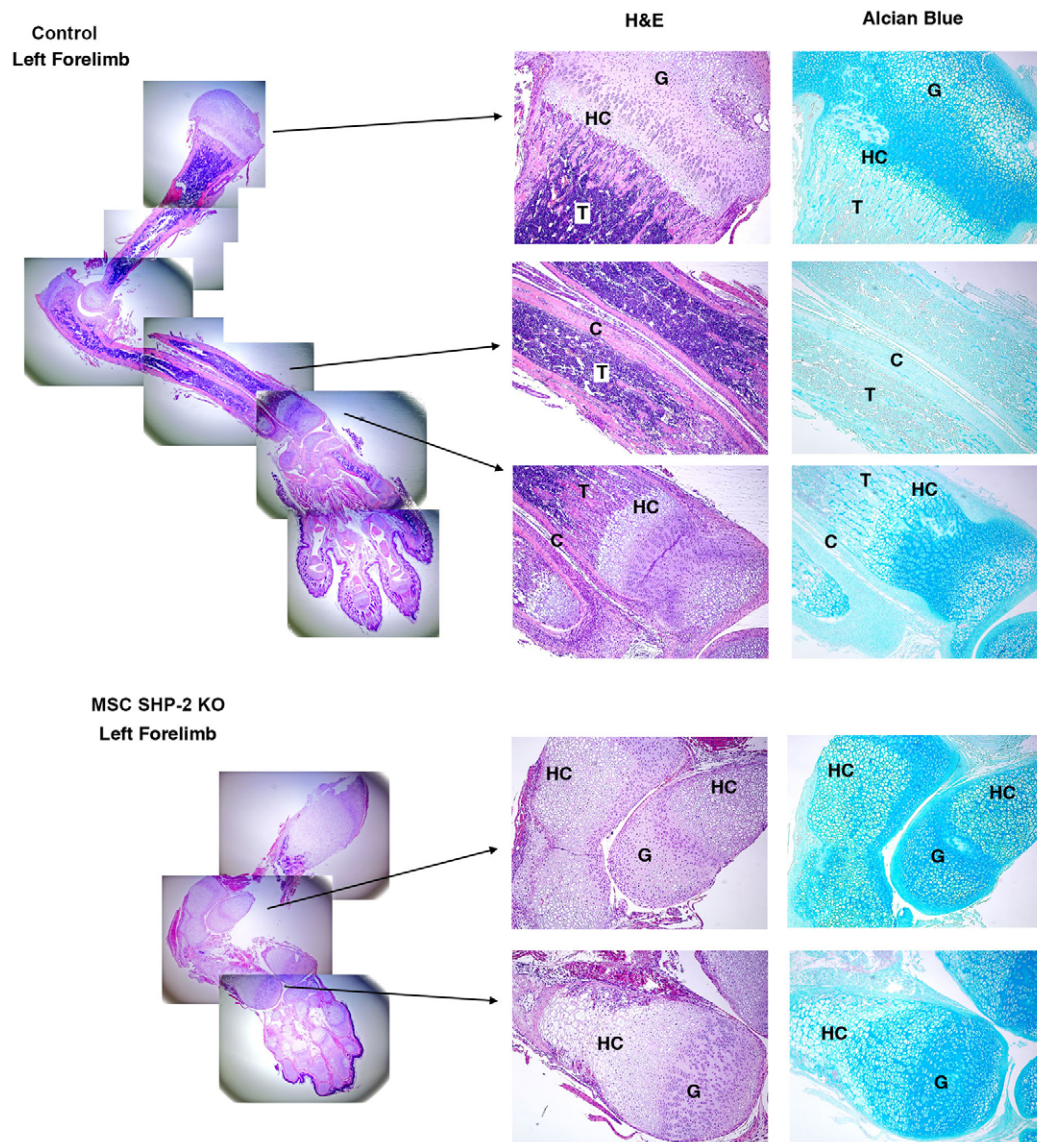 Control
Left Forelimb
H&E
Alcian Blue
G
HC
T
G
HC
T
C
T
C
T
T
HC
C
T
HC
C
MSC SHP-2 KO
Left Forelimb
HC
HC
G
HC
HC
G
HC
G
HC
G